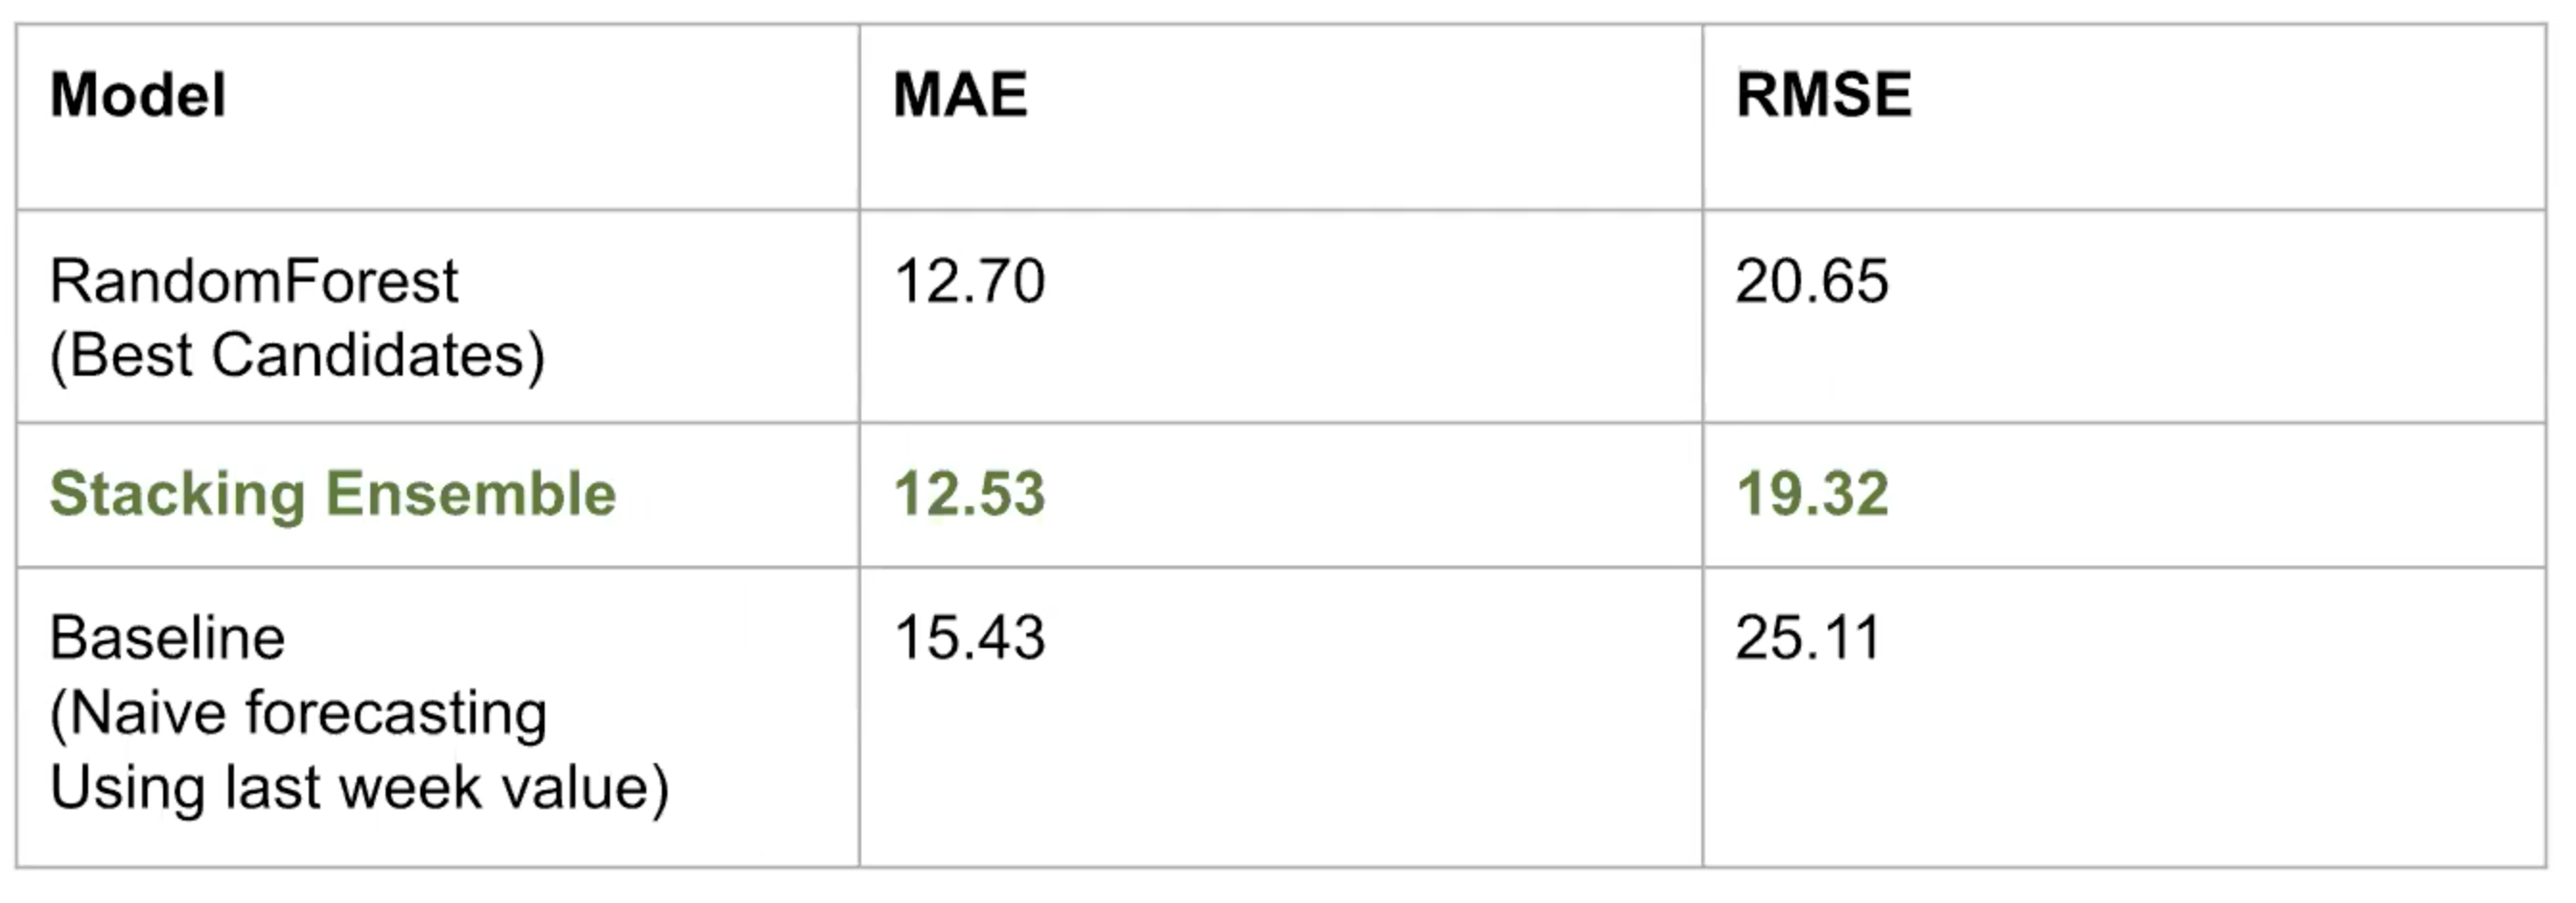 Model MAE RMSE
RandomForest 12.70 20.65
(Best Candidates)
Stacking Ensemble 12.53 19.32
Baseline 15.43 25.11
(Naive forecasting
Using last week value)